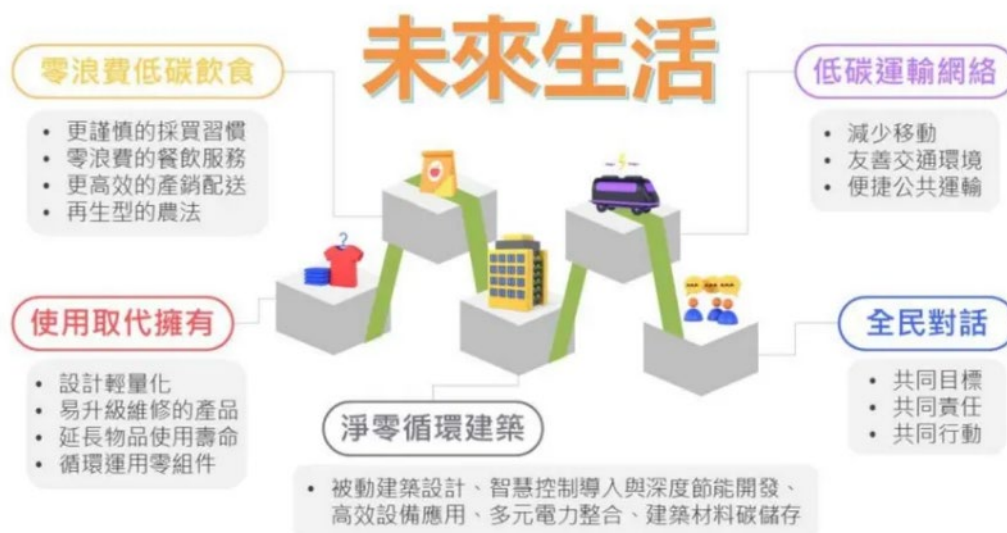 未來生活
零浪費低碳飲食
• 更謹慎的採買習慣
• 零浪費的餐飲服務
• 更高效的產銷配送
• 再生型的農法
低碳運輸網絡
• 減少移動
• 友善交通環境
• 便捷公共運輸
使用取代擁有
• 設計輕量化
• 易升級維修的產品
• 延長物品使用壽命
• 循環運用零組件
淨零循環建築
• 被動建築設計、智慧控制導入與深度節能開發、
高效設備應用、多元電力整合、建築材料碳儲存
全民對話
• 共同目標
• 共同責任
• 共同行動